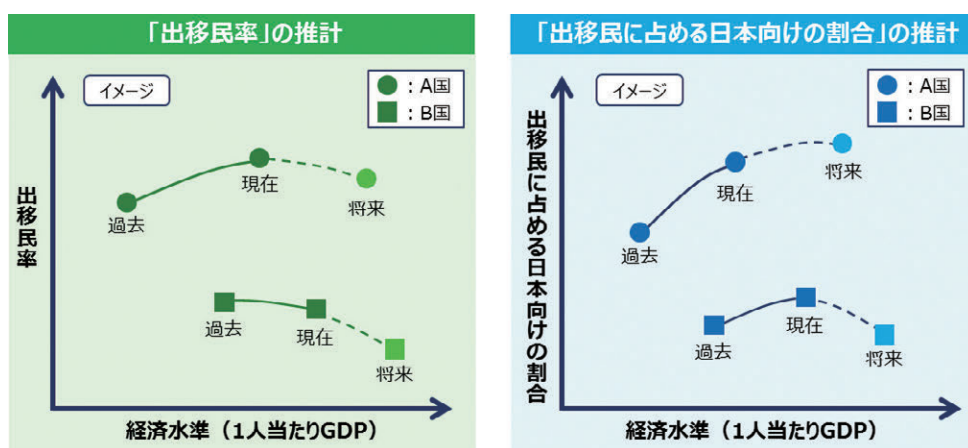 「出移民率」の推計
イメージ
：A国
：B国
出移民率
過去
現在
将来
過去
現在
将来
経済水準（1人当たりGDP）
「出移民に占める日本向けの割合」の推計
イメージ
：A国
：B国
出移民に占める日本向けの割合
過去
現在
将来
過去
現在
将来
経済水準（1人当たりGDP）